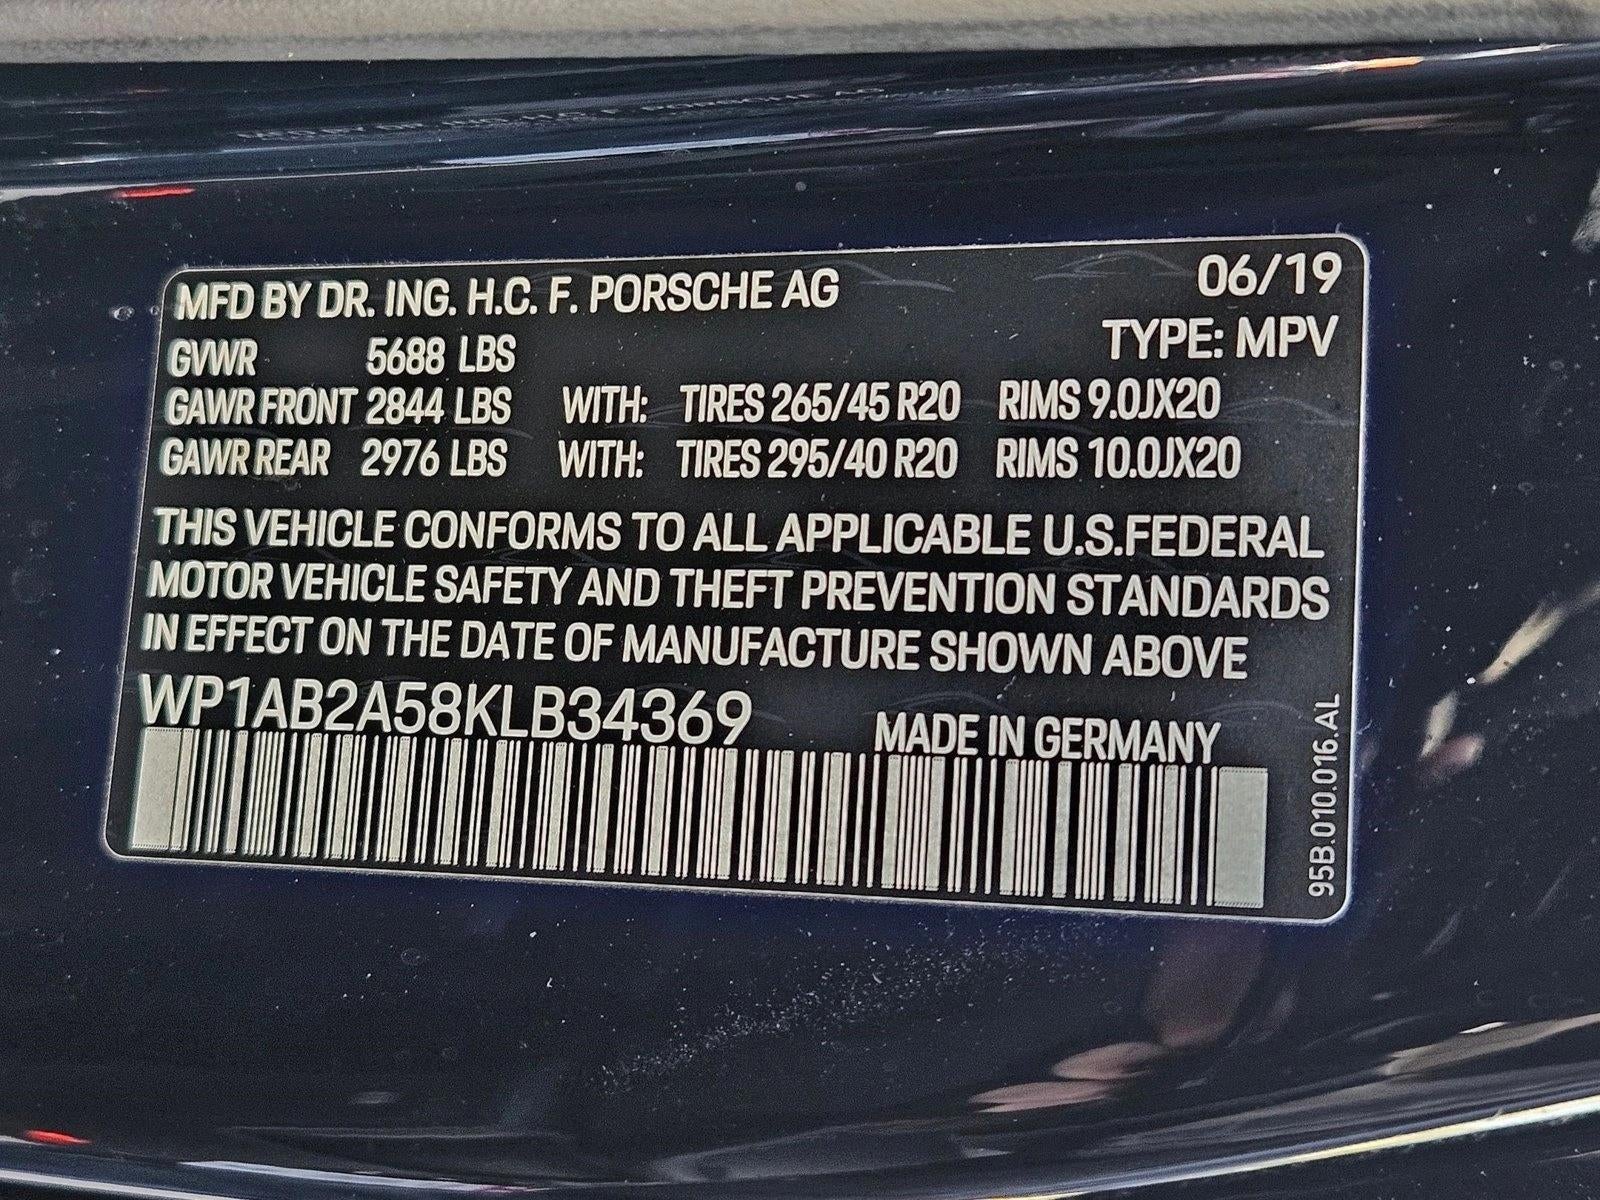 MFD BY DR. ING. H.C. F. PORSCHE AG 06/19
GVWR 5688 LBS TYPE: MPV
GAWR FRONT 2844 LBS WITH: TIRES 265/45 R20 RIMS 9.0JX20
GAWR REAR 2976 LBS WITH: TIRES 295/40 R20 RIMS 10.0JX20
THIS VEHICLE CONFORMS TO ALL APPLICABLE U.S.FEDERAL
MOTOR VEHICLE SAFETY AND THEFT PREVENTION STANDARDS
IN EFFECT ON THE DATE OF MANUFACTURE SHOWN ABOVE
WP1AB2A58KLB34369 MADE IN GERMANY
95B.010.016.AL